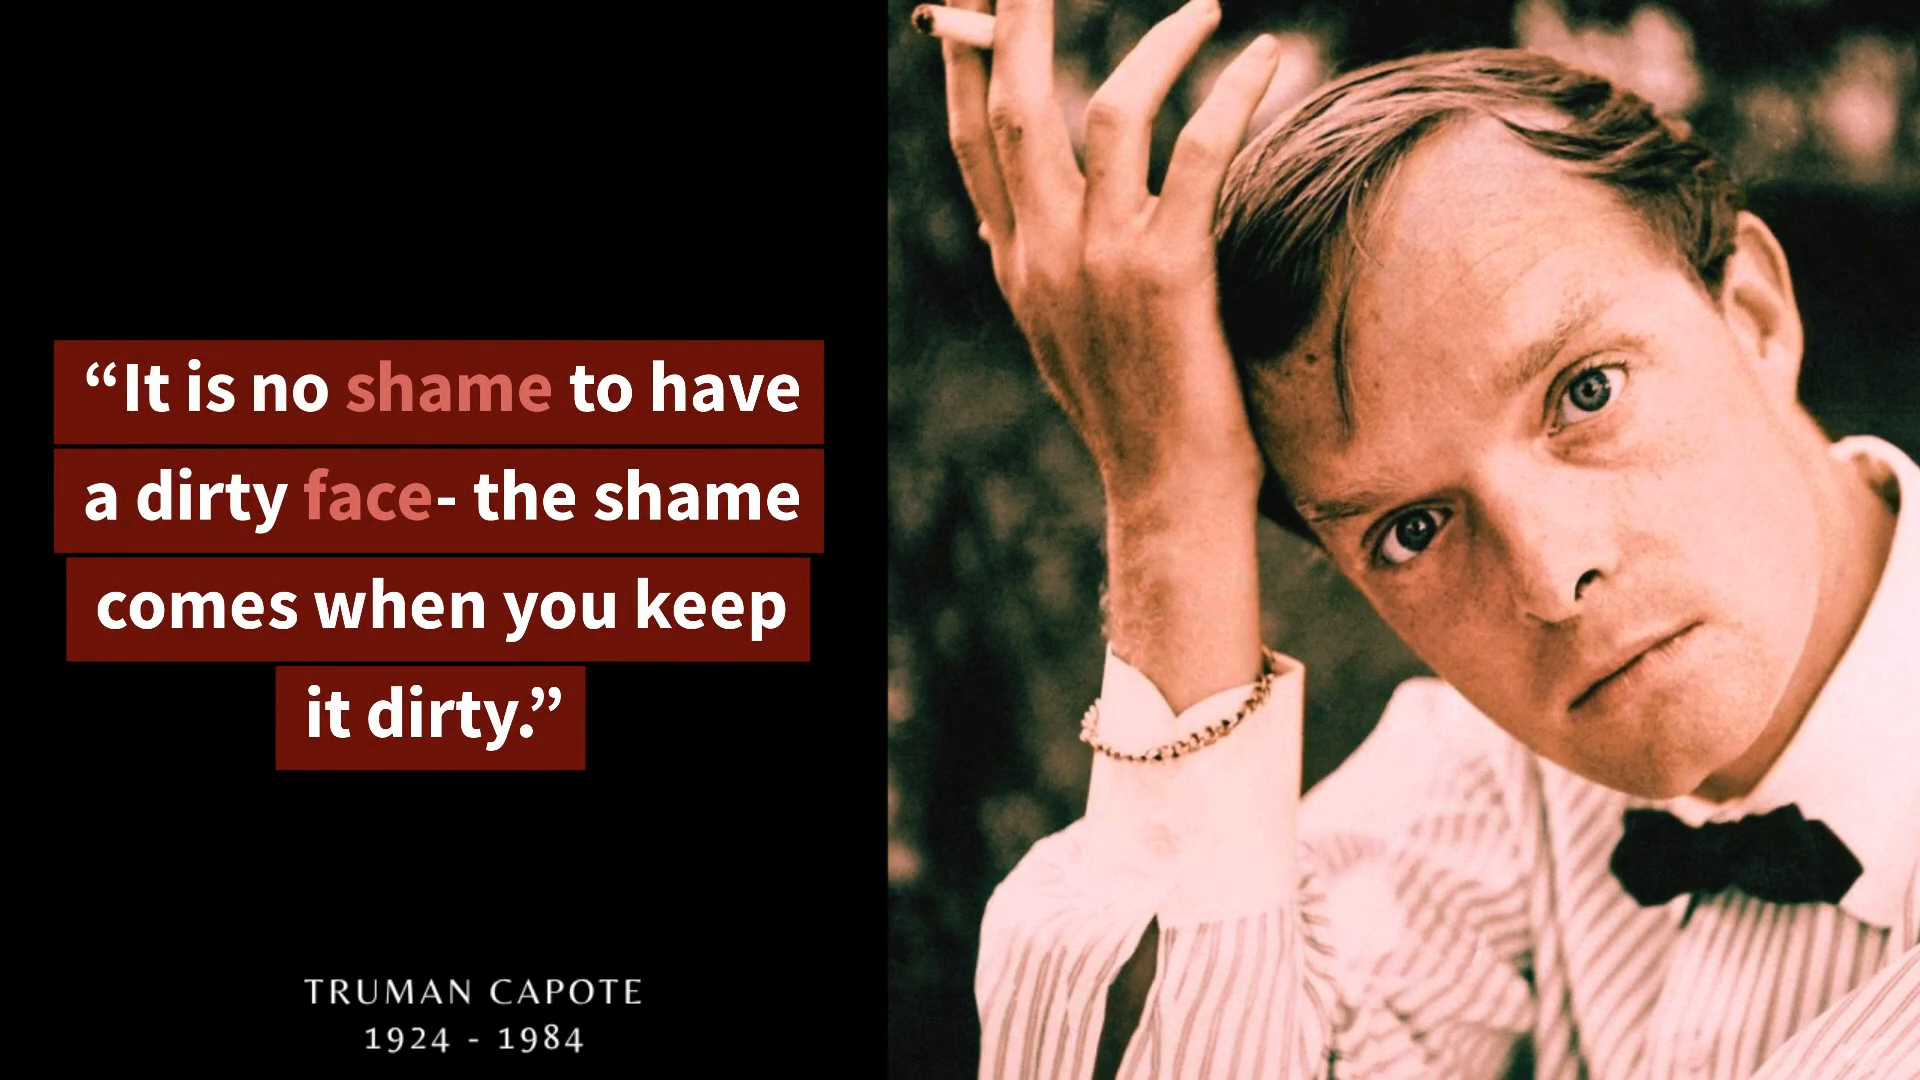 “It is no shame to have
a dirty face- the shame
comes when you keep
it dirty.”
TRUMAN CAPOTE
1924 - 1984